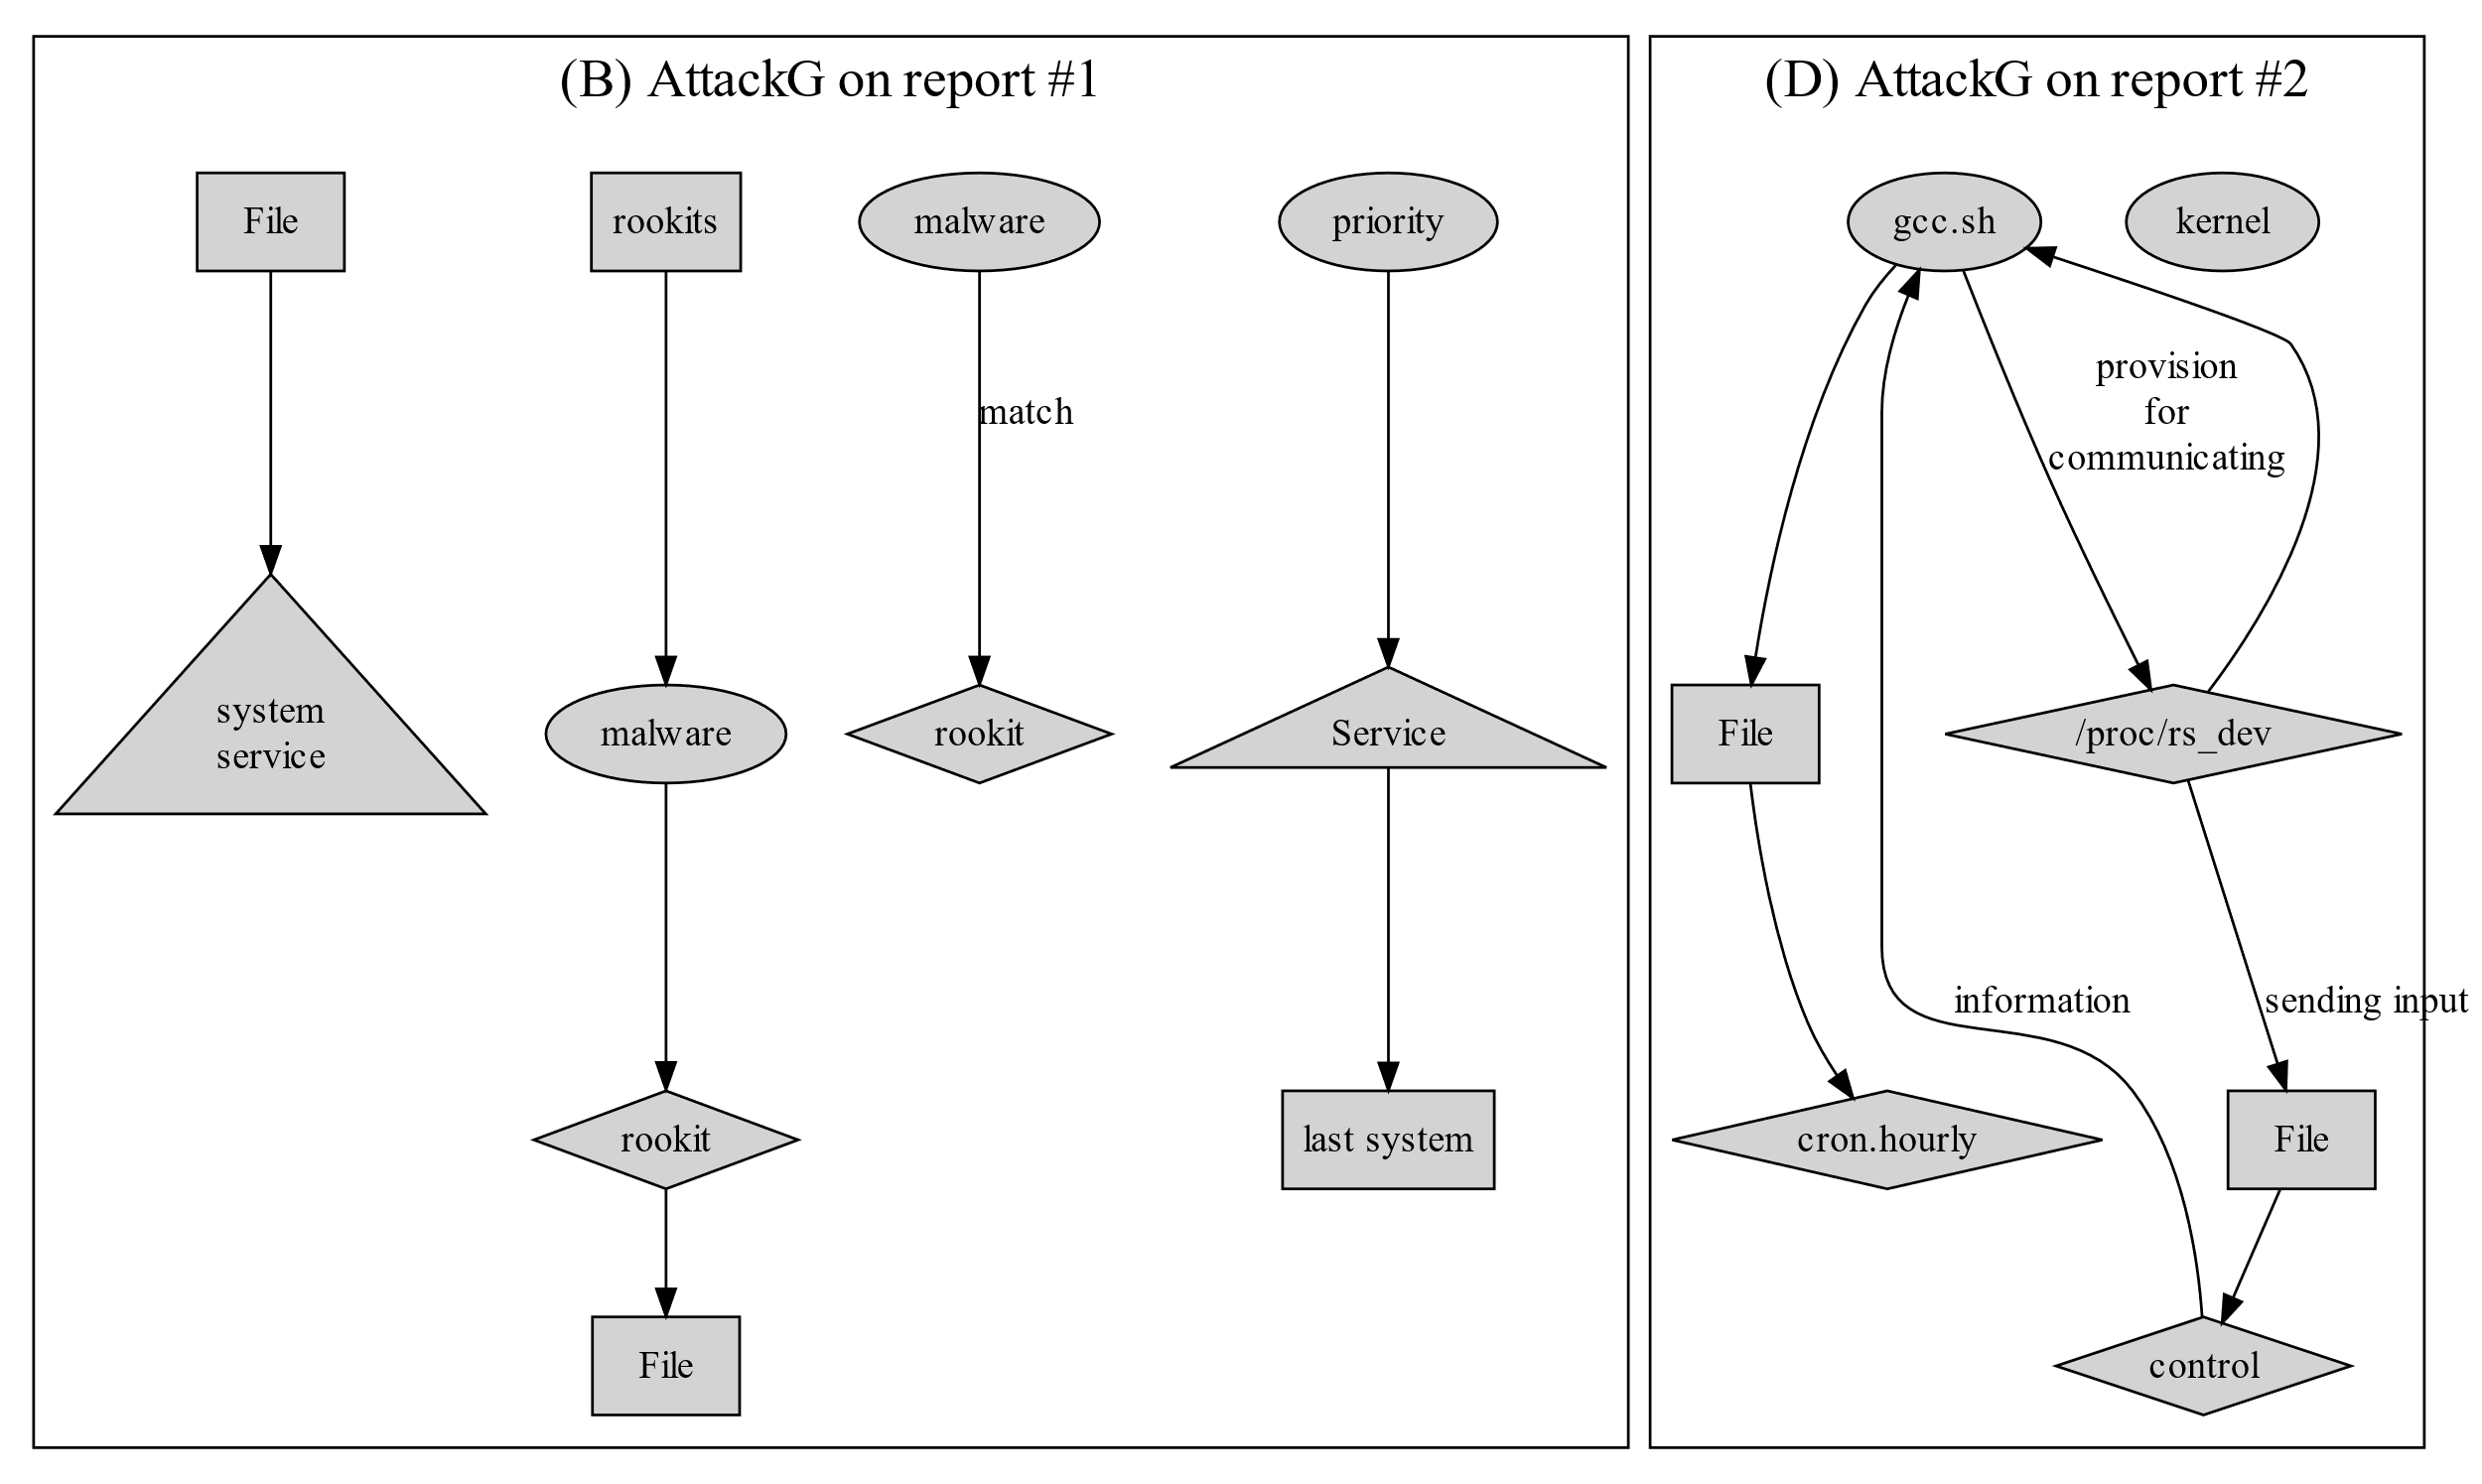 (B) AttackG on report #1
File
rookits
malware
priority
match
system
service
malware
rookit
Service
rookit
last system
File
(D) AttackG on report #2
gcc.sh
kernel
provision
for
communicating
File
/proc/rs_dev
information
sending input
cron.hourly
File
control